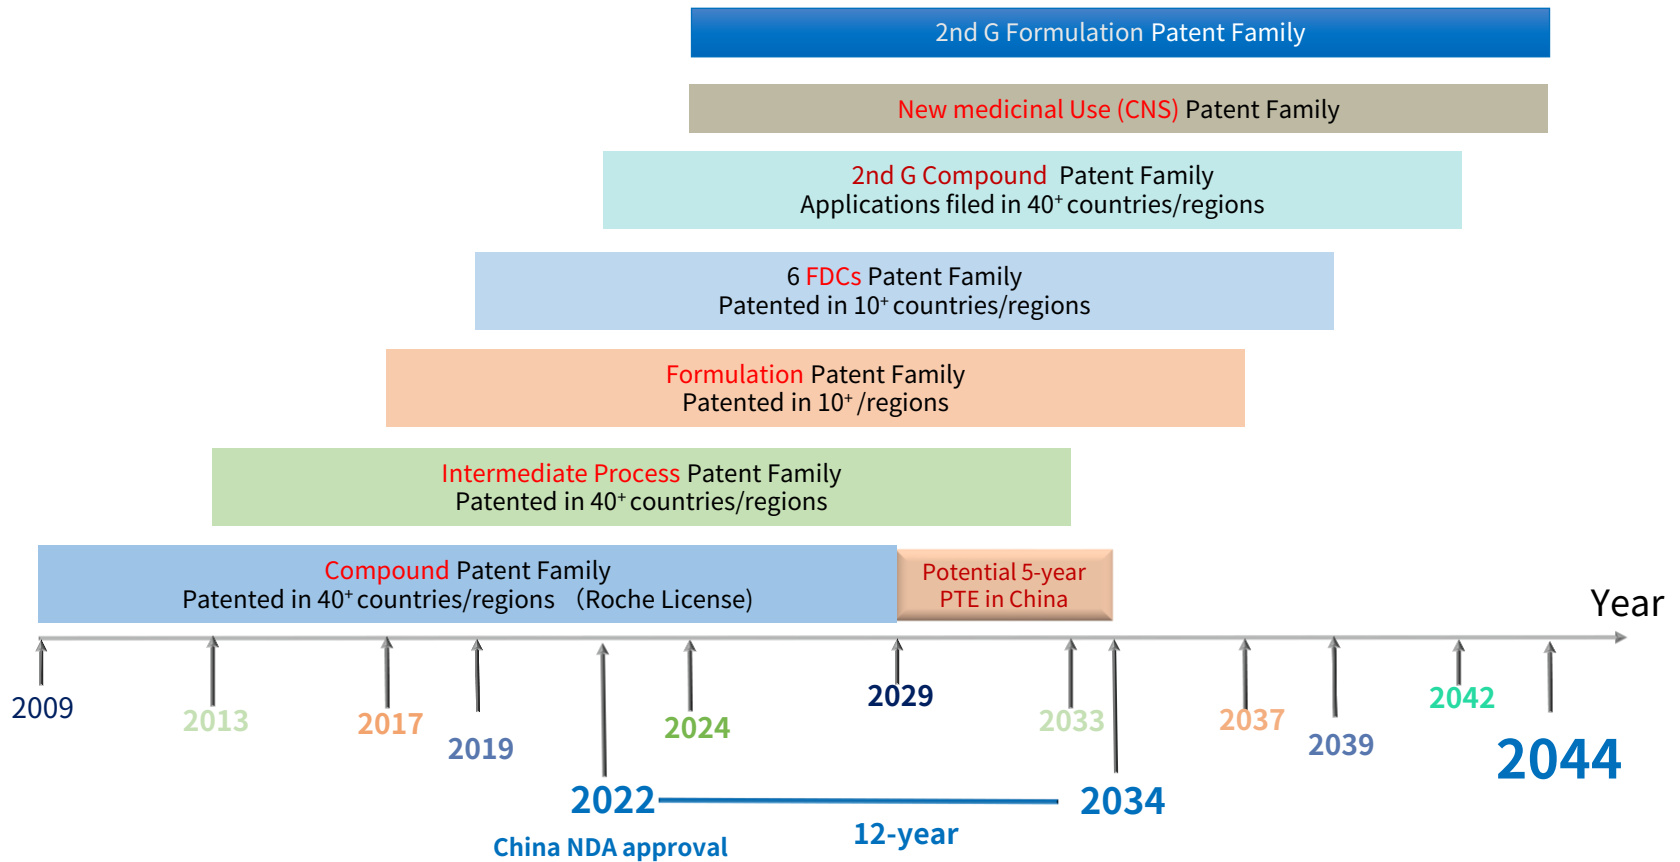 2nd G Formulation Patent Family
New medicinal Use (CNS) Patent Family
2nd G Compound Patent Family
Applications filed in 40⁺ countries/regions
6 FDCs Patent Family
Patented in 10⁺ countries/regions
Formulation Patent Family
Patented in 10⁺ /regions
Intermediate Process Patent Family
Patented in 40⁺ countries/regions
Compound Patent Family
Patented in 40⁺ countries/regions （Roche License)
Potential 5-year
PTE in China
Year
2009
2013
2017
2019
2022
2024
2029
2033
2034
2037
2039
2042
2044
12-year
China NDA approval